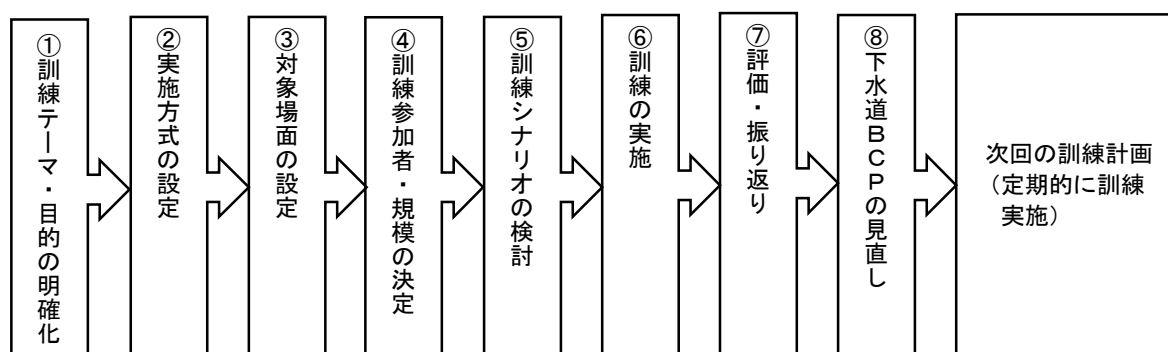 ①訓練テーマ・目的の明確化
②実施方式の設定
③対象場面の設定
④訓練参加者・規模の決定
⑤訓練シナリオの検討
⑥訓練の実施
⑦評価・振り返り
⑧下水道BCPの見直し
次回の訓練計画
(定期的に訓練
実施)